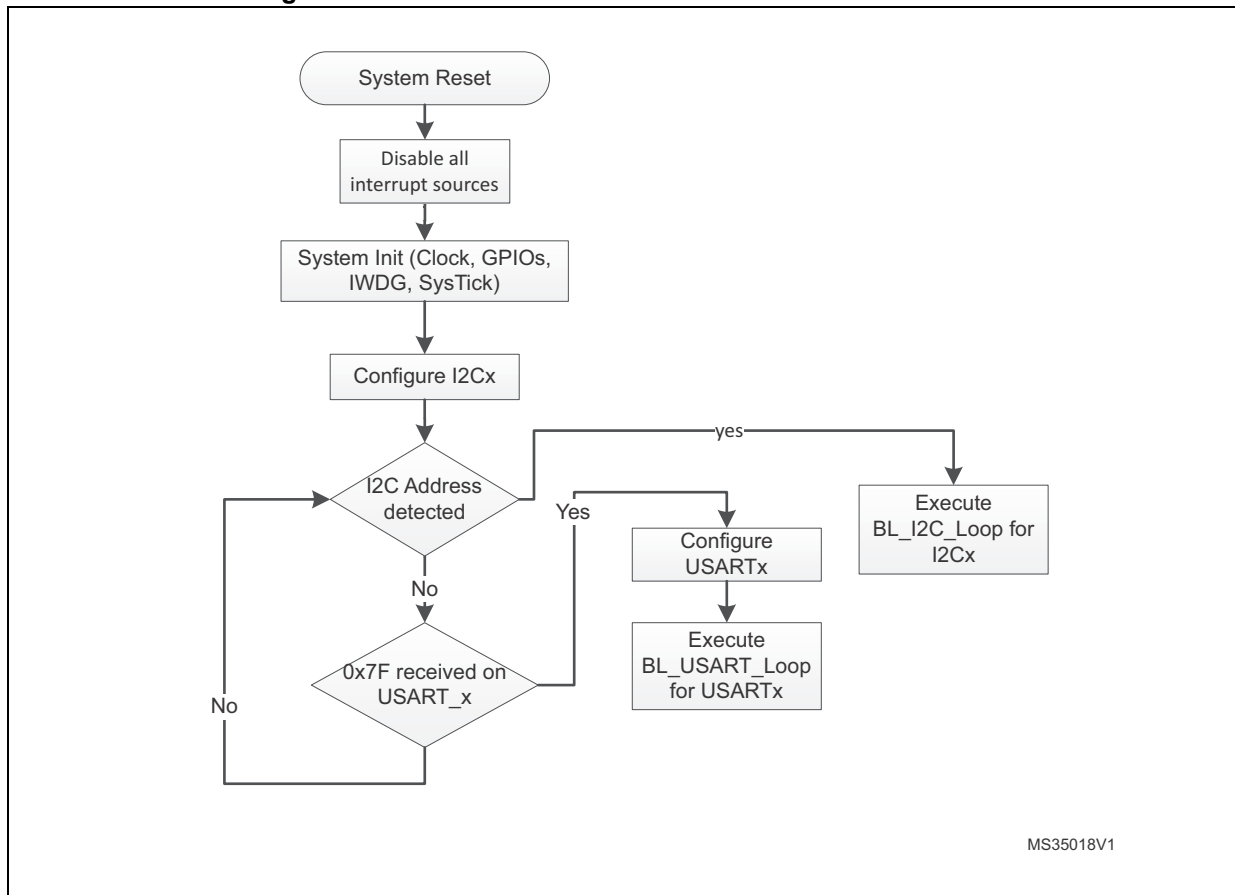 System Reset
Disable all
interrupt sources
System Init (Clock, GPIOs,
IWDG, SysTick)
Configure I2Cx
yes
I2C Address
detected
Yes
Execute
BL_I2C_Loop for
I2Cx
Configure
USARTx
No
Execute
BL_USART_Loop
for USARTx
0x7F received on
USART_x
No
MS35018V1